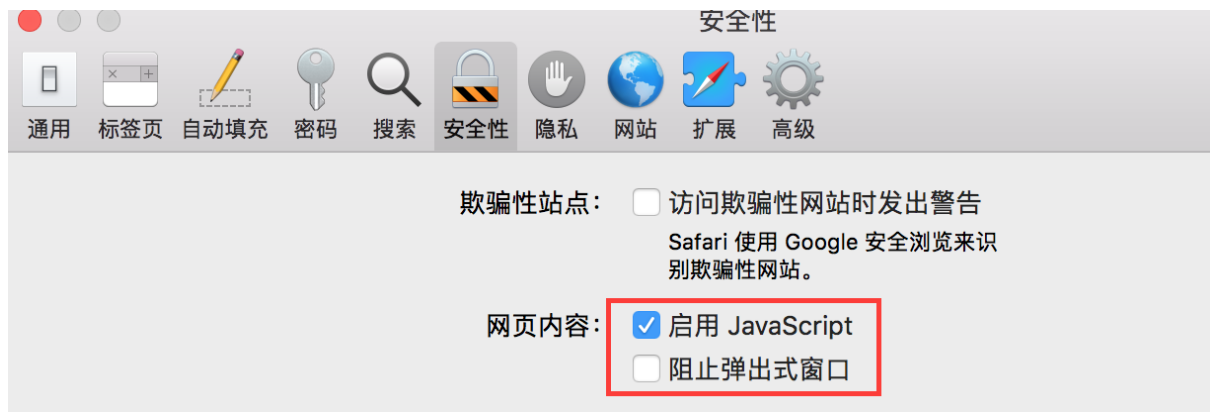 安全性
通用 标签页 自动填充 密码 搜索 安全性 隐私 网站 扩展 高级
欺骗性站点： 访问欺骗性网站时发出警告
Safari 使用 Google 安全浏览来识
别欺骗性网站。
网页内容： 启用 JavaScript
阻止弹出式窗口